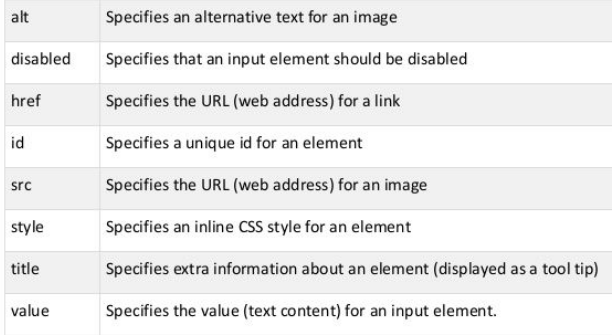 alt Specifies an alternative text for an image
disabled Specifies that an input element should be disabled
href Specifies the URL (web address) for a link
id Specifies a unique id for an element
src Specifies the URL (web address) for an image
style Specifies an inline CSS style for an element
title Specifies extra information about an element (displayed as a tool tip)
value Specifies the value (text content) for an input element.